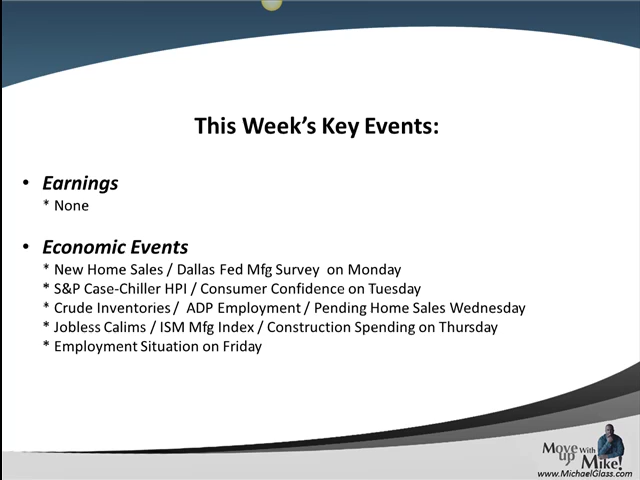 This Week's Key Events:
• Earnings
* None
• Economic Events
* New Home Sales / Dallas Fed Mfg Survey  on Monday
* S&P Case-Chiller HPI / Consumer Confidence on Tuesday
* Crude Inventories /  ADP Employment / Pending Home Sales Wednesday
* Jobless Calims / ISM Mfg Index / Construction Spending on Thursday
* Employment Situation on Friday
Move up With Mike!
www.MichaelGlass.com